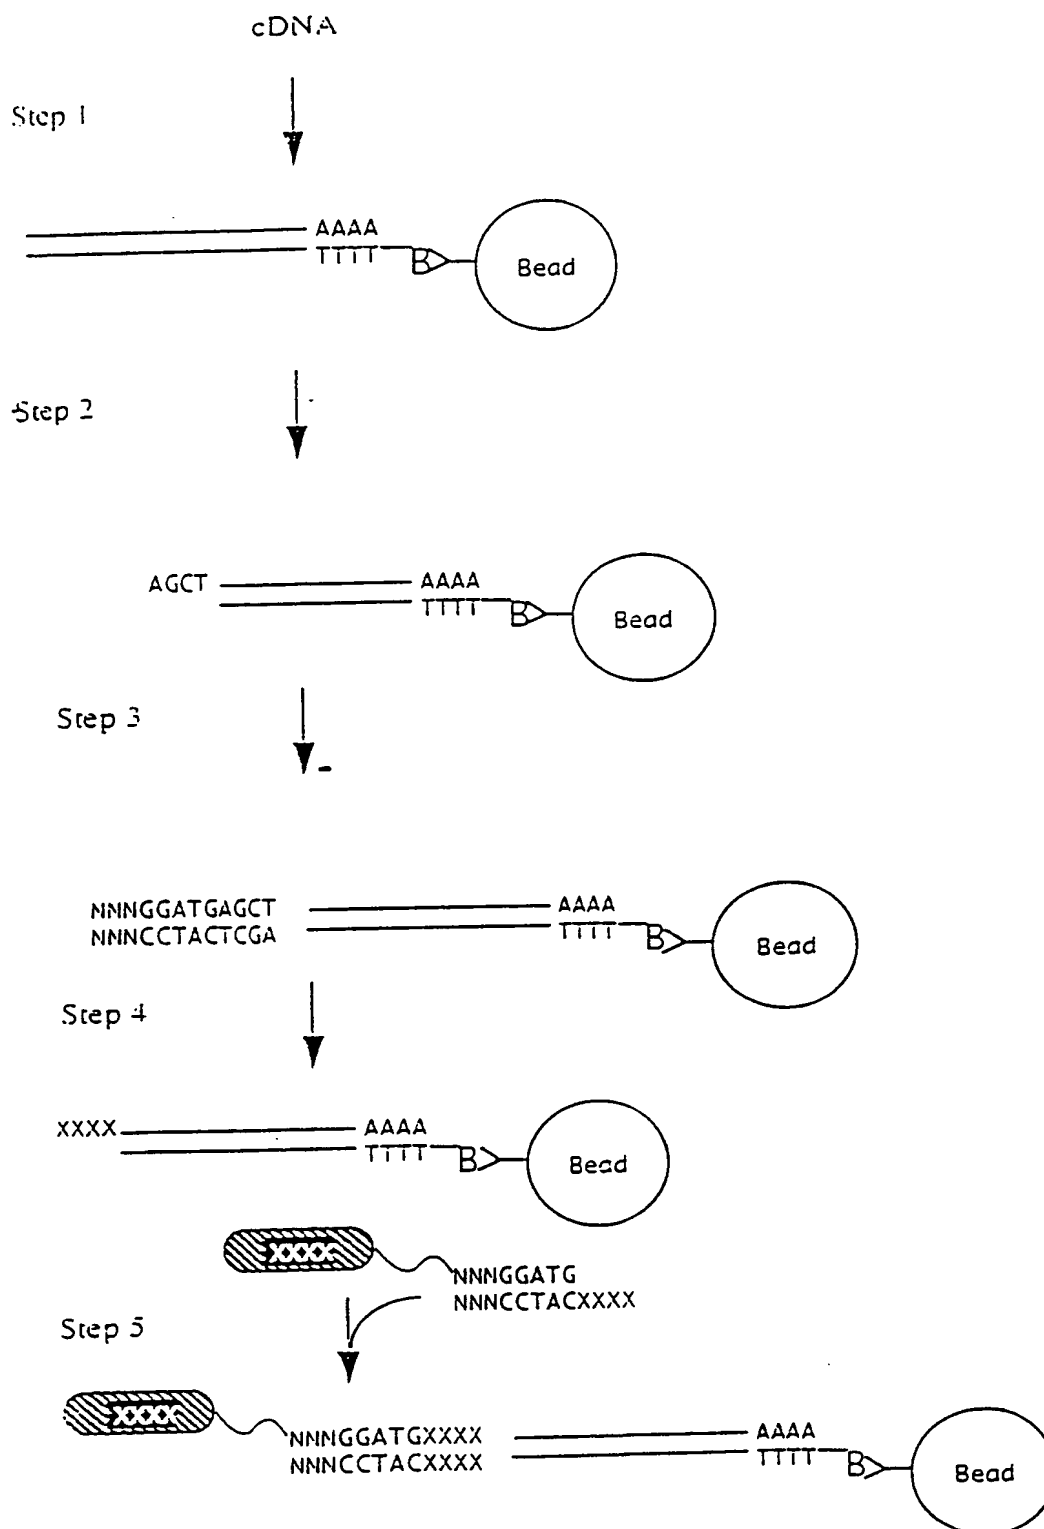 cDNA
Step 1
AAAA
TTTT B Bead
Step 2
AGCT AAAA
TTTT B Bead
Step 3
NNNGGATGAGCT AAAA
NNNCCTACTCGA TTTT B Bead
Step 4
XXXX AAAA
TTTT B Bead
XXXX
NNNGGATG
NNNCCTACXXXX
Step 5
XXXX
NNNGGATGXXXX AAAA
NNNCCTACXXXX TTTT B Bead